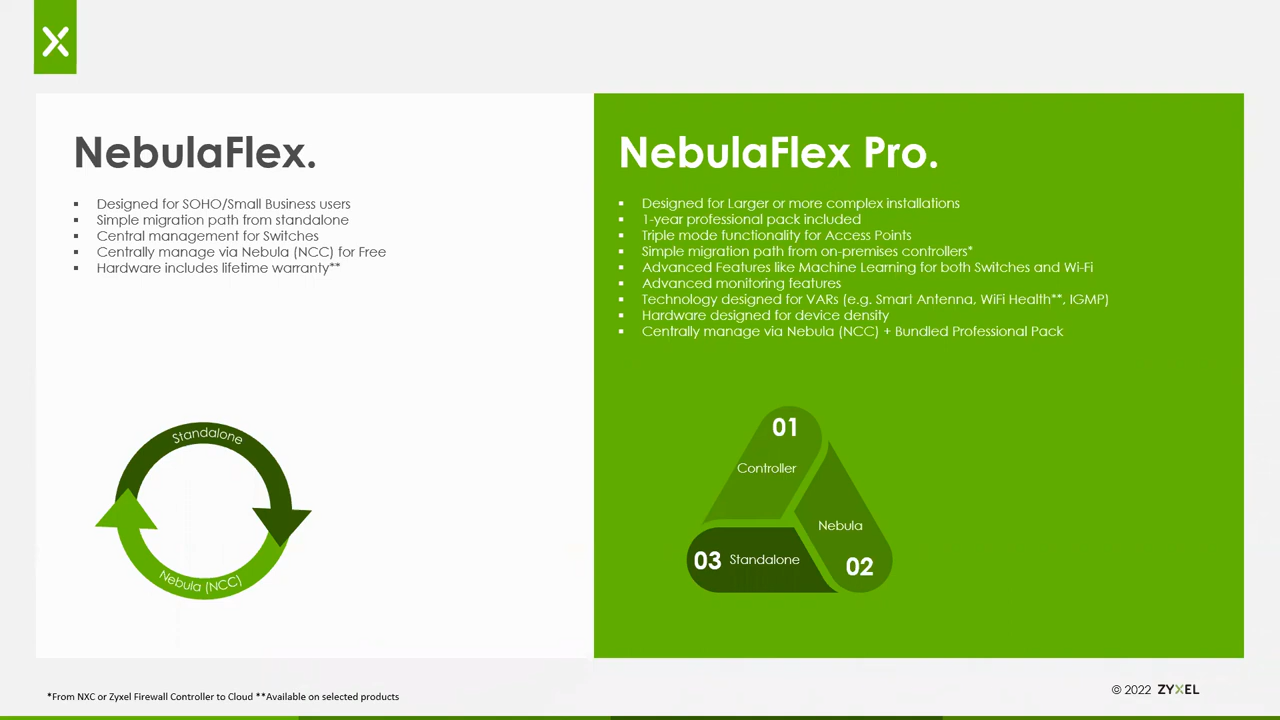 NebulaFlex.
▪ Designed for SOHO/Small Business users
▪ Simple migration path from standalone
▪ Central management for Switches
▪ Centrally manage via Nebula (NCC) for Free
▪ Hardware includes lifetime warranty**
Standalone
Nebula (NCC)
NebulaFlex Pro.
▪ Designed for Larger or more complex installations
▪ 1-year professional pack included
▪ Triple mode functionality for Access Points
▪ Simple migration path from on-premises controllers*
▪ Advanced Features like Machine Learning for both Switches and Wi-Fi
▪ Advanced monitoring features
▪ Technology designed for VARs (e.g. Smart Antenna, WiFi Health**, IGMP)
▪ Hardware designed for device density
▪ Centrally manage via Nebula (NCC) + Bundled Professional Pack
01
Controller
Nebula
02
03 Standalone
*From NXC or Zyxel Firewall Controller to Cloud **Available on selected products
© 2022 ZYXEL